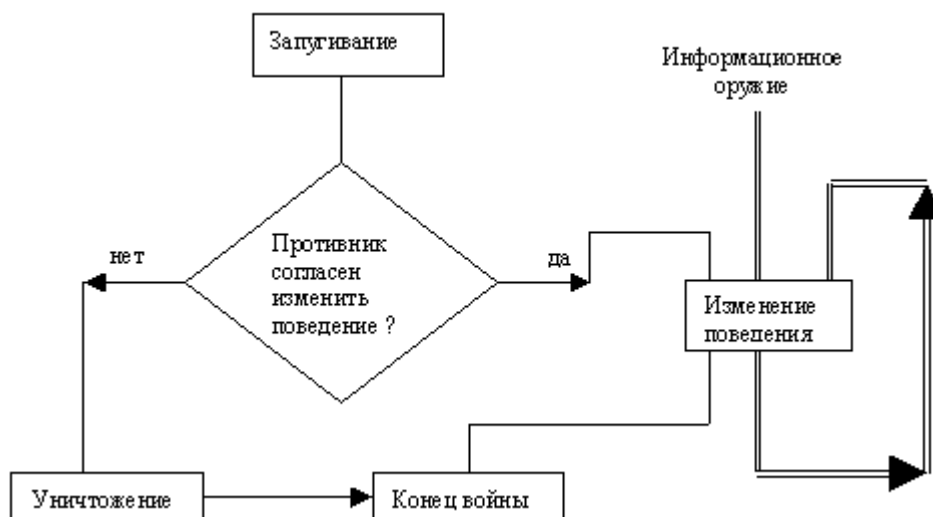 Запугивание
Информационное
оружие
Противник
согласен
изменить
поведение ?
нет
да
Изменение
поведения
Уничтожение
Конец войны